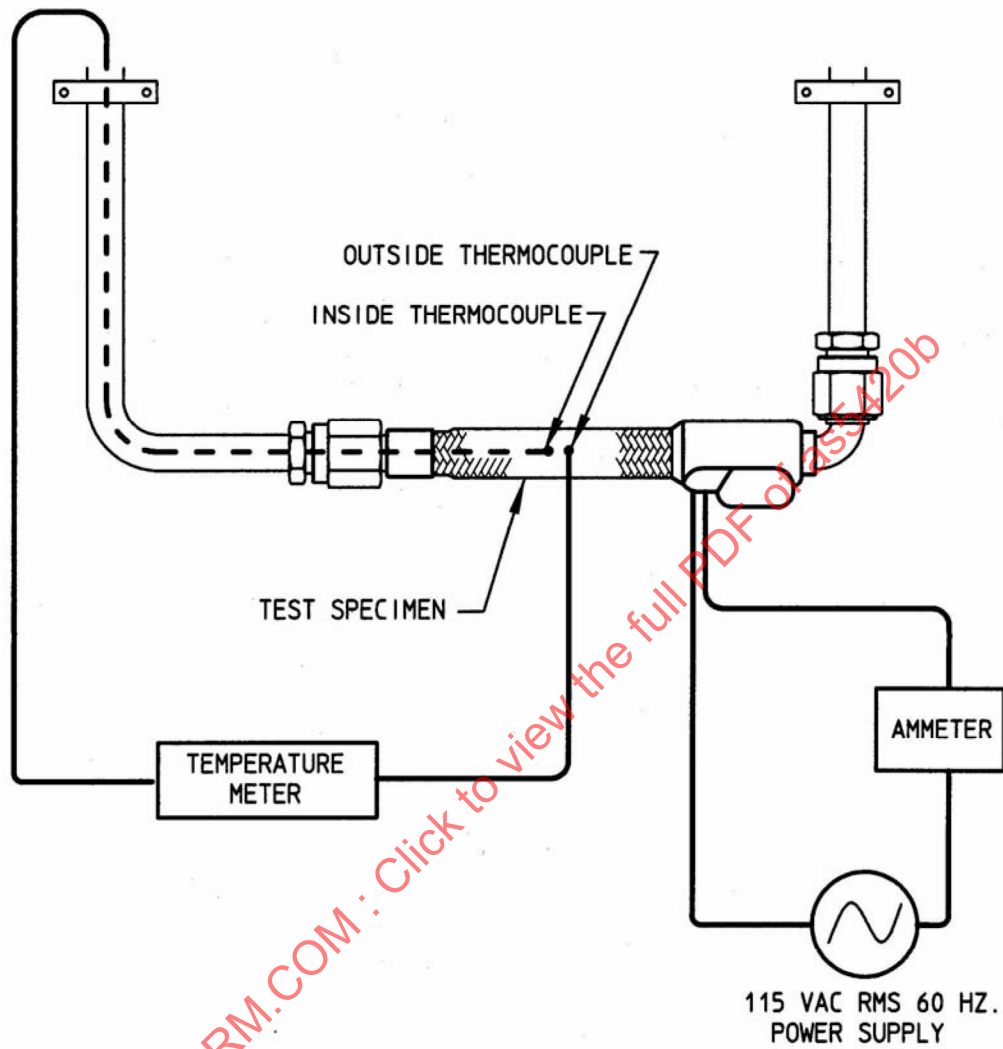 OUTSIDE THERMOCOUPLE
INSIDE THERMOCOUPLE
TEST SPECIMEN
TEMPERATURE
METER
AMMETER
115 VAC RMS 60 HZ.
POWER SUPPLY
RM.COM : Click to view the full PDF of as5420b